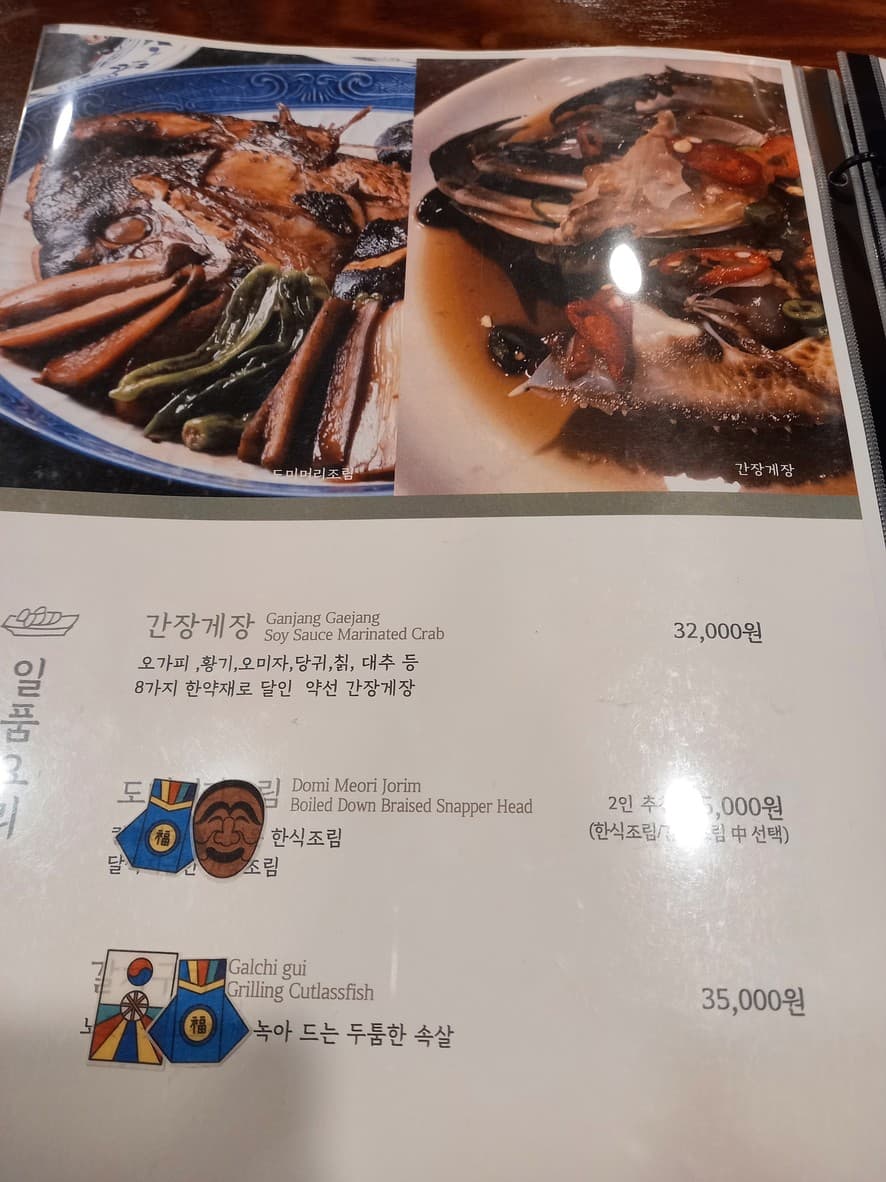 도미머리조림
간장게장
일품요리
간장게장 Ganjang Gaejang
Soy Sauce Marinated Crab
32,000원
오가피 ,황기,오미자,당귀,칡, 대추 등
8가지 한약재로 달인 약선 간장게장
Domi Meori Jorim
Boiled Down Braised Snapper Head
2인
(한식조림/ 中 선택)
福
한식조림
Galchi gui
Grilling Cutlassfish
35,000원
福
녹아 드는 두툼한 속살